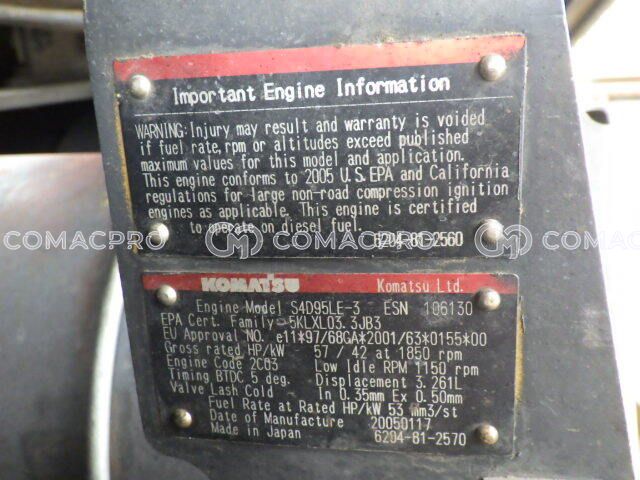 Important Engine Information
WARNING: Injury may result and warranty is voided
if fuel rate, rpm or altitudes exceed published
maximum values for this model and application.
This engine conforms to 2005 U.S.EPA and California
regulations for large non-road compression ignition
engines as applicable. This engine is certified
to operate on diesel fuel.
6204-81-2560
COMACPRO COMACPRO COMACPRO
KOMATSU Komatsu Ltd.
Engine Model S4D95LE-3 ESN 106130
EPA Cert. Family 5KLXL03.3JB3
EU Approval NO. e11*97/68GA*2001/63*0155*00
Gross rated HP/kW 57 / 42 at 1850 rpm
Engine Code 2C03 Low Idle RPM 1150 rpm
Timing BTDC 5 deg. Displacement 3.261L
Valve Lash Cold In 0.35mm Ex 0.50mm
Fuel Rate at Rated HP/kW 53 mm3/st
Date of Manufacture 20050117
Made in Japan 6204-81-2570